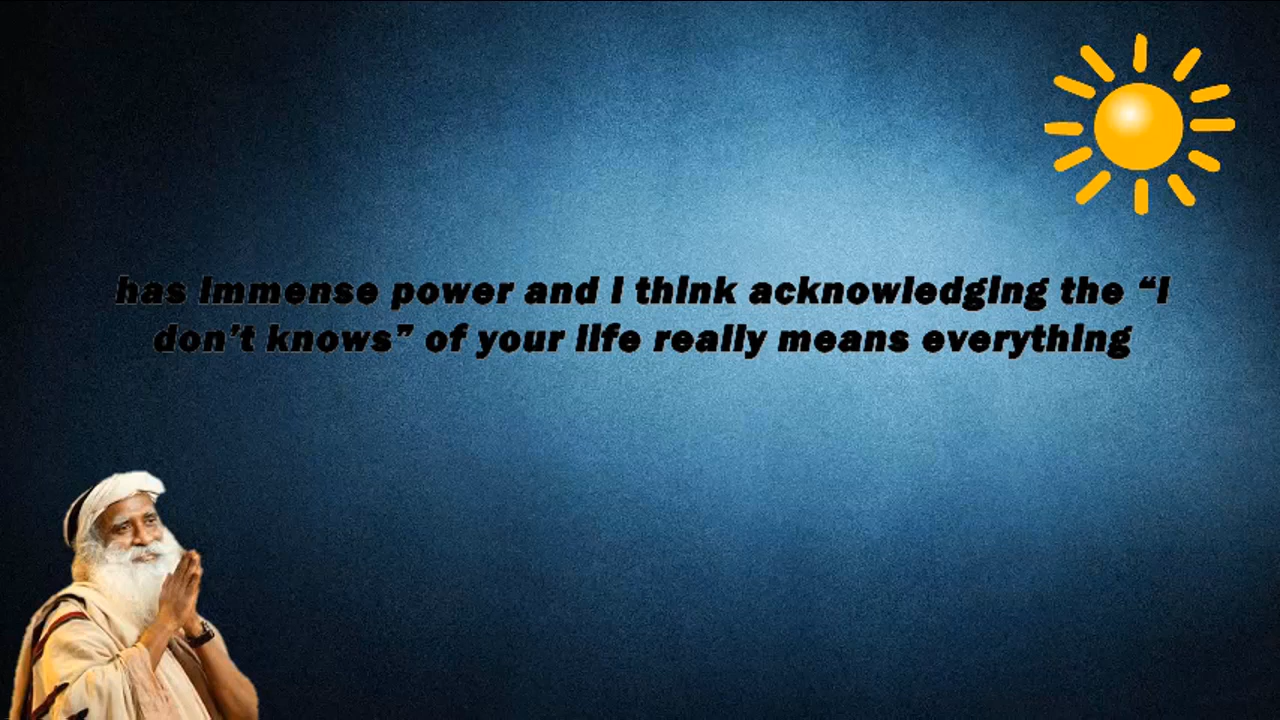 has immense power and I think acknowledging the “I
don’t knows” of your life really means everything